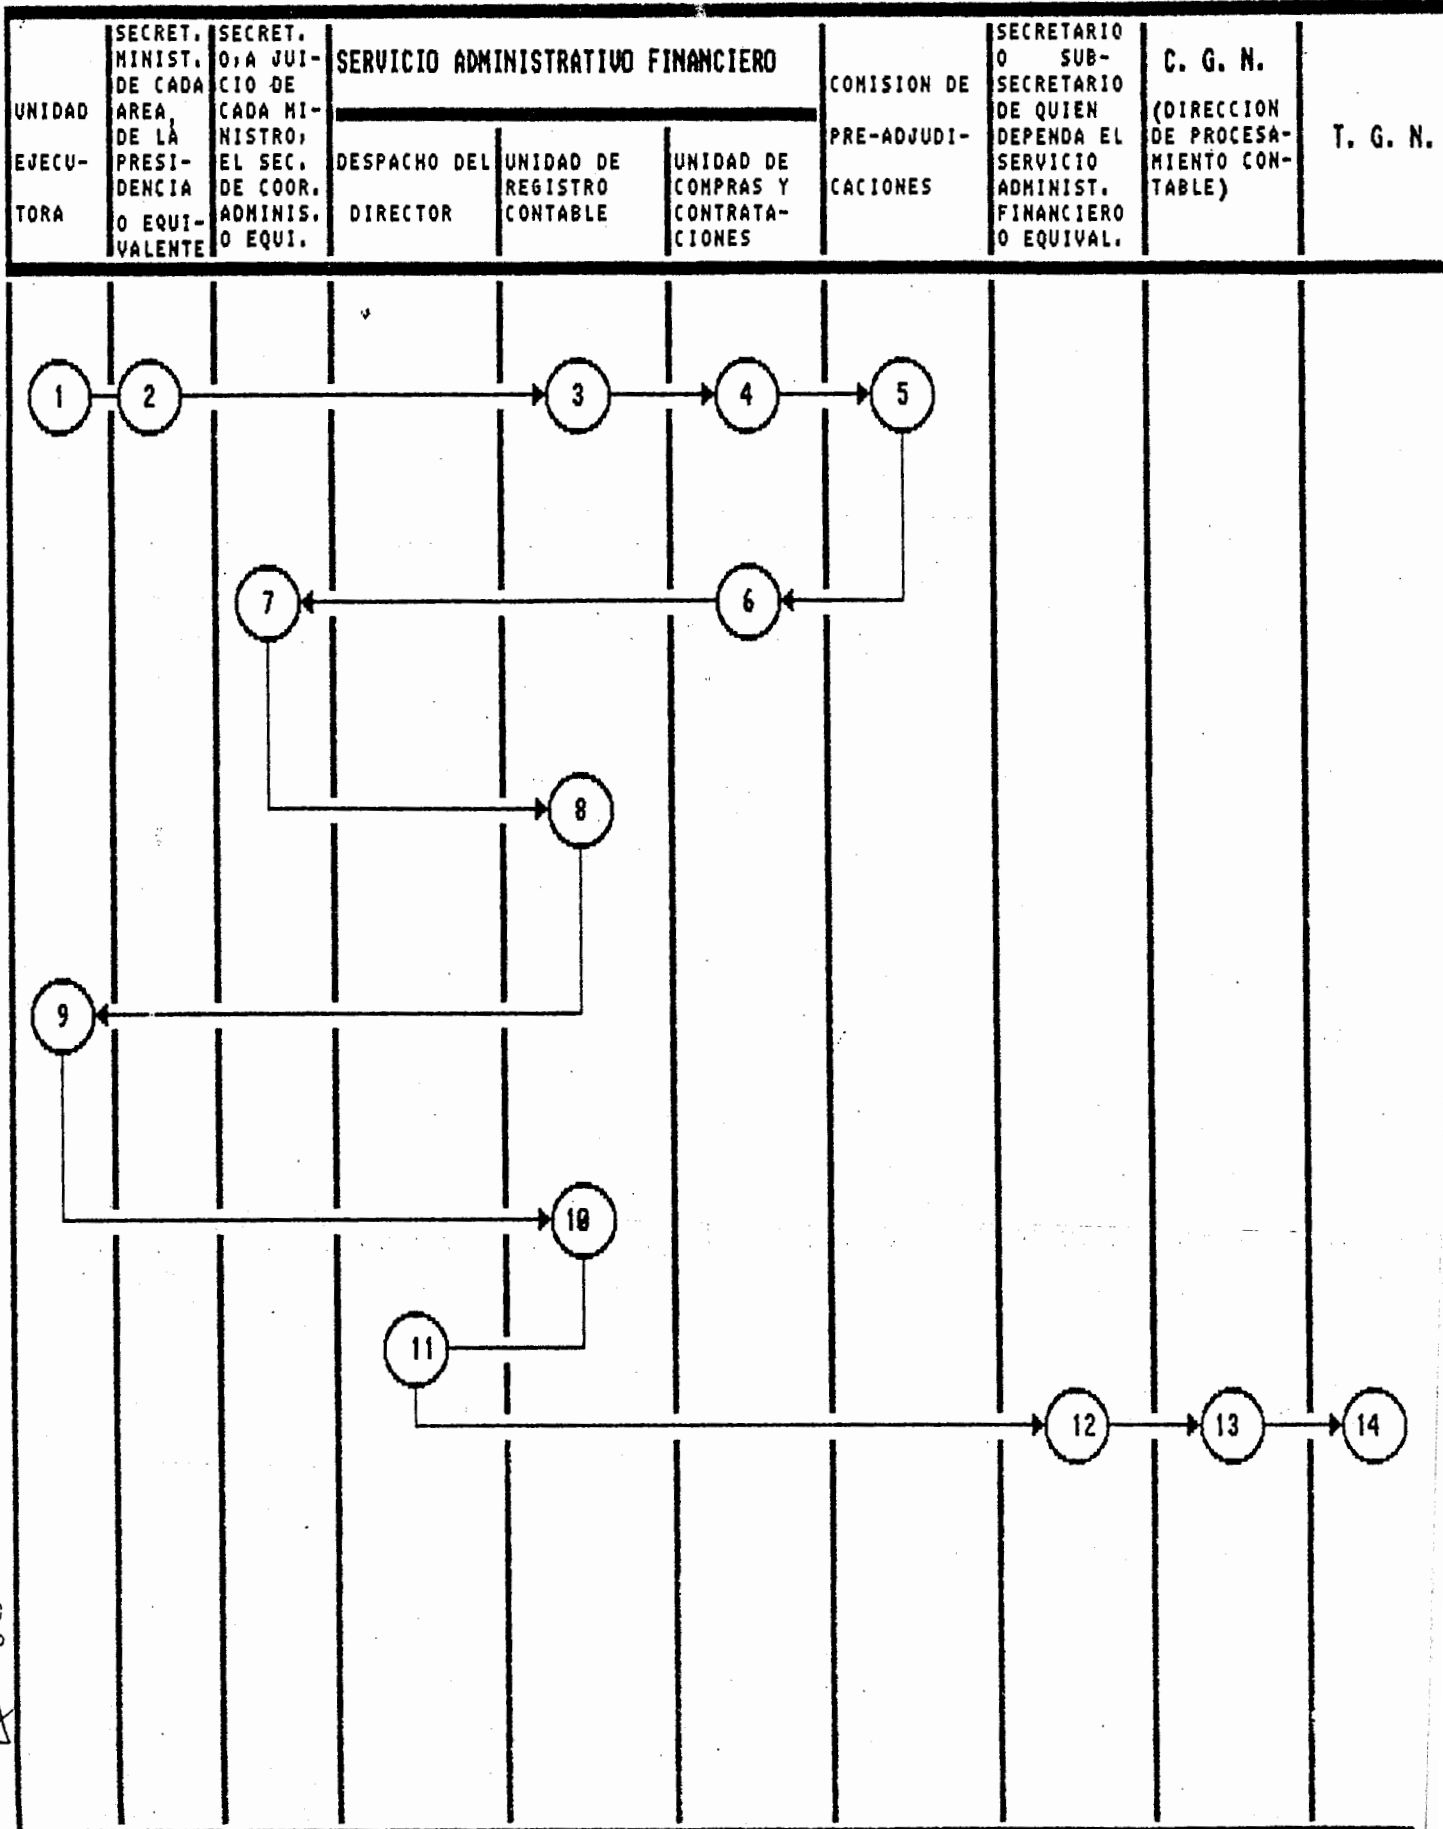 UNIDAD
EJECU-
TORA
SECRET.
MINIST.
DE CADA
AREA,
DE LA
PRESI-
DENCIA
O EQUI-
VALENTE
SECRET.
O,A JUI-
CIO DE
CADA MI-
NISTRO,
EL SEC.
DE COOR.
ADMINIS.
O EQUI.
SERVICIO ADMINISTRATIVO FINANCIERO
DESPACHO DEL
DIRECTOR
UNIDAD DE
REGISTRO
CONTABLE
UNIDAD DE
COMPRAS Y
CONTRATA-
CIONES
COMISION DE
PRE-ADJUDI-
CACIONES
SECRETARIO
O SUB-
SECRETARIO
DE QUIEN
DEPENDA EL
SERVICIO
ADMINIST.
FINANCIERO
O EQUIVAL.
C. G. N.
(DIRECCION
DE PROCESA-
MIENTO CON-
TABLE)
T. G. N.
1
2
3
4
5
7
6
8
9
10
11
12
13
14